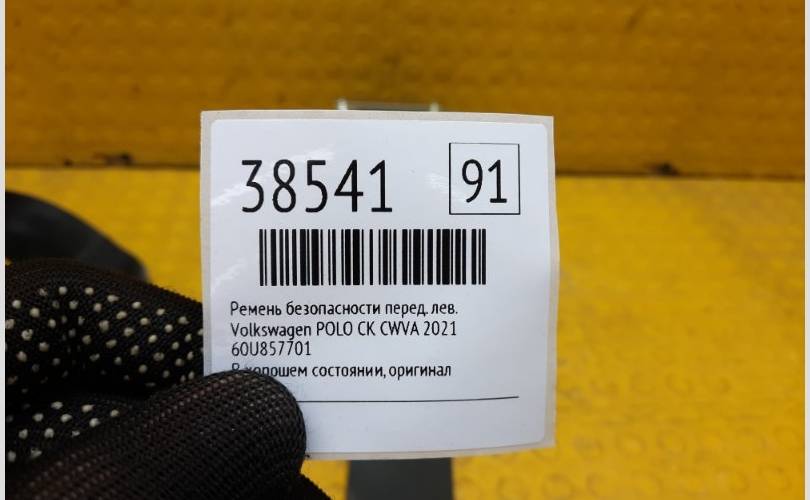 38541
91
Ремень безопасности перед. лев.
Volkswagen POLO CK CWVA 2021
60U857701
В хорошем состоянии, оригинал